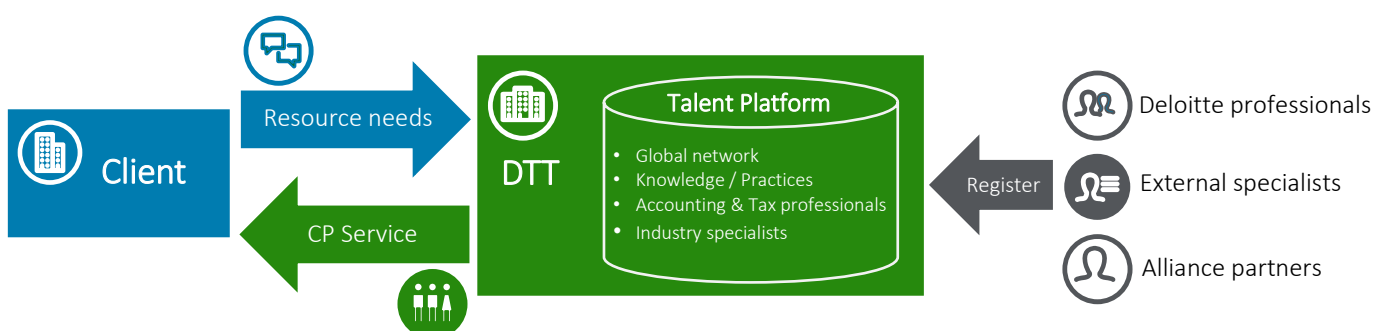 Client
Resource needs
CP Service
DTT
Talent Platform
• Global network
• Knowledge / Practices
• Accounting & Tax professionals
• Industry specialists
Register
Deloitte professionals
External specialists
Alliance partners